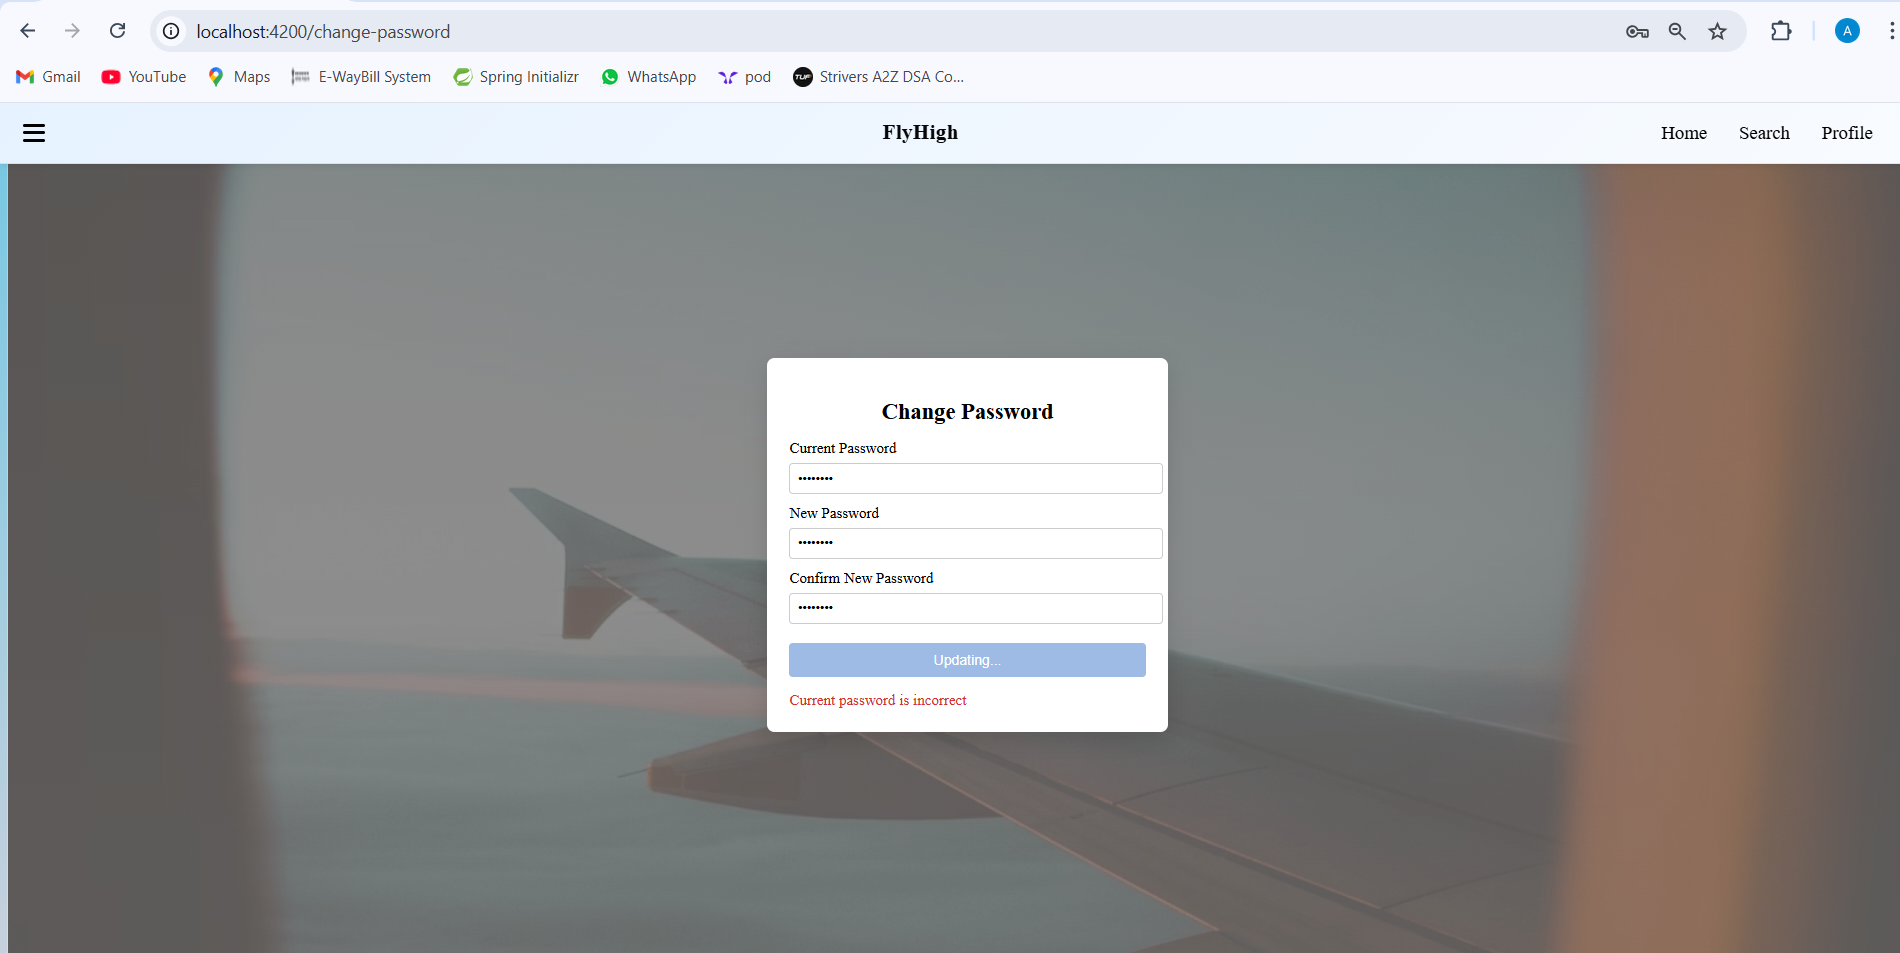 localhost:4200/change-password
A
Gmail
YouTube
Maps
E-WayBill System
Spring Initializr
WhatsApp
pod
TUF
Strivers A2Z DSA Co...
FlyHigh
Home
Search
Profile
Change Password
Current Password
••••••••
New Password
••••••••
Confirm New Password
••••••••
Updating...
Current password is incorrect